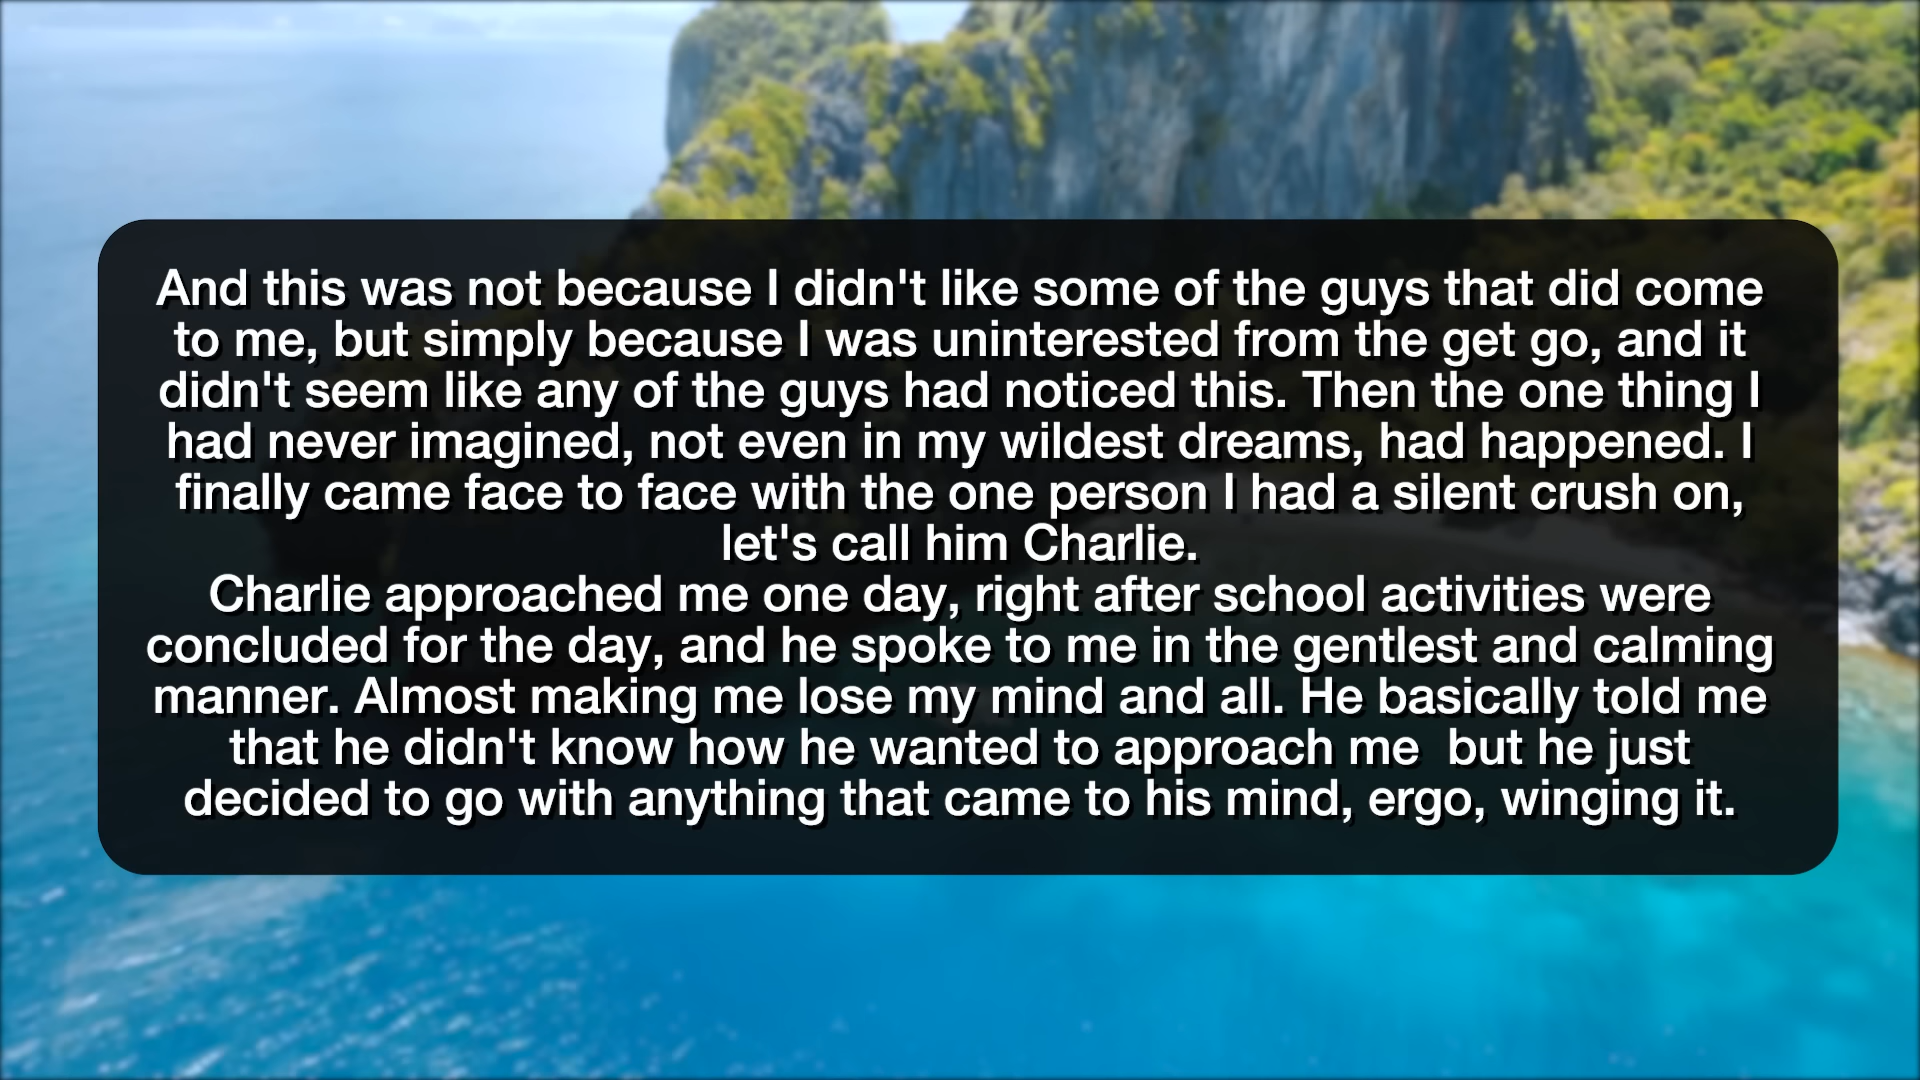 And this was not because I didn't like some of the guys that did come
to me, but simply because I was uninterested from the get go, and it
didn't seem like any of the guys had noticed this. Then the one thing I
had never imagined, not even in my wildest dreams, had happened. I
finally came face to face with the one person I had a silent crush on,
let's call him Charlie.
Charlie approached me one day, right after school activities were
concluded for the day, and he spoke to me in the gentlest and calming
manner. Almost making me lose my mind and all. He basically told me
that he didn't know how he wanted to approach me  but he just
decided to go with anything that came to his mind, ergo, winging it.